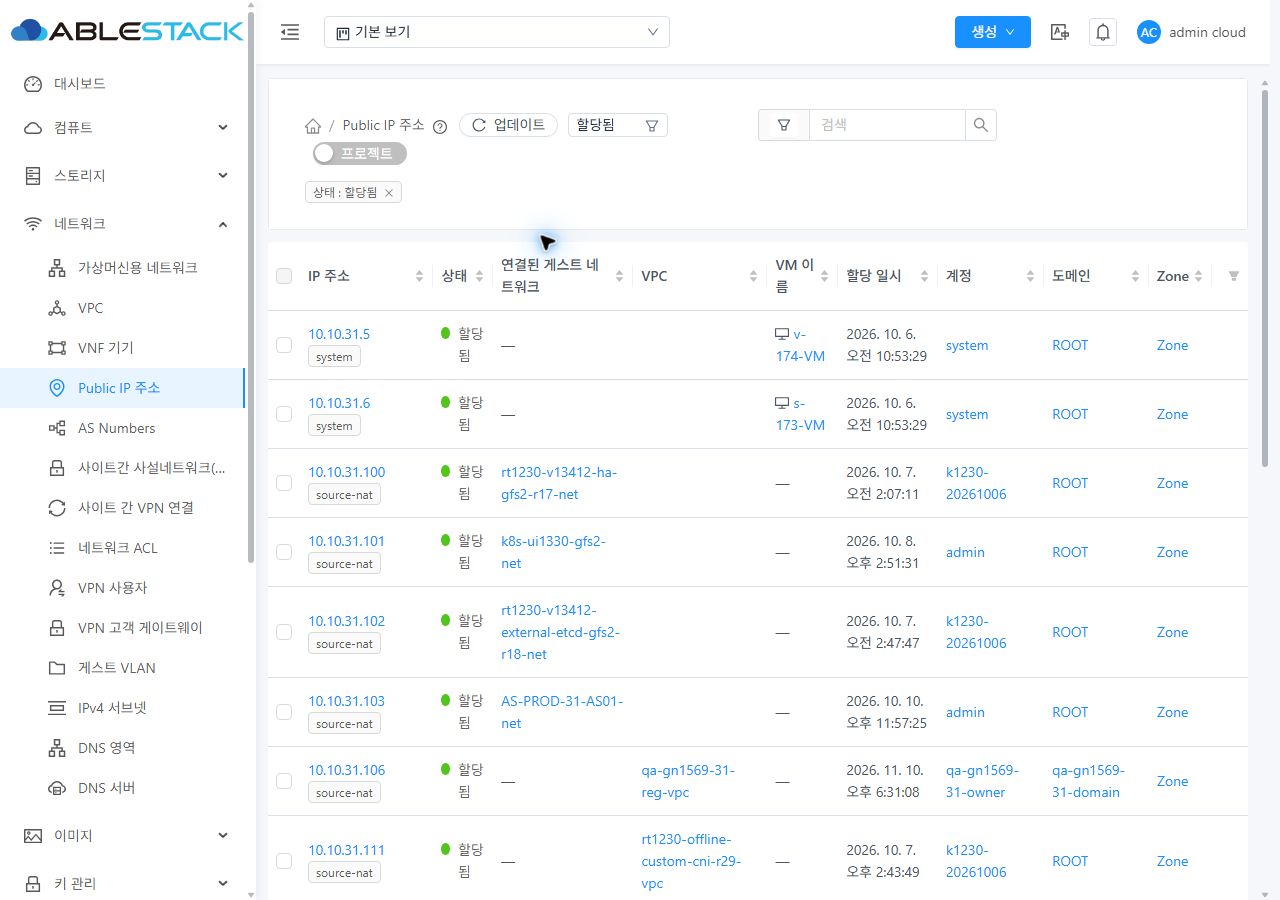 ABLESTACK
기본 보기
생성
AC
admin cloud
대시보드
컴퓨트
스토리지
네트워크
가상머신용 네트워크
VPC
VNF 기기
Public IP 주소
AS Numbers
사이트간 사설네트워크(...
사이트 간 VPN 연결
네트워크 ACL
VPN 사용자
VPN 고객 게이트웨이
게스트 VLAN
IPv4 서브넷
DNS 영역
DNS 서버
이미지
키 관리
/ Public IP 주소
업데이트
할당됨
검색
프로젝트
상태 : 할당됨
IP 주소
상태
연결된 게스트 네
트워크
VPC
VM 이
름
할당 일시
계정
도메인
Zone
10.10.31.5
system
할당
됨
—
v-
174-VM
2026. 10. 6.
오전 10:53:29
system
ROOT
Zone
10.10.31.6
system
할당
됨
—
s-
173-VM
2026. 10. 6.
오전 10:53:29
system
ROOT
Zone
10.10.31.100
source-nat
할당
됨
rt1230-v13412-ha-
gfs2-r17-net
—
2026. 10. 7.
오전 2:07:11
k1230-
20261006
ROOT
Zone
10.10.31.101
source-nat
할당
됨
k8s-ui1330-gfs2-
net
—
2026. 10. 8.
오후 2:51:31
admin
ROOT
Zone
10.10.31.102
source-nat
할당
됨
rt1230-v13412-
external-etcd-gfs2-
r18-net
—
2026. 10. 7.
오전 2:47:47
k1230-
20261006
ROOT
Zone
10.10.31.103
source-nat
할당
됨
AS-PROD-31-AS01-
net
—
2026. 10. 10.
오후 11:57:25
admin
ROOT
Zone
10.10.31.106
source-nat
할당
됨
—
qa-gn1569-31-
reg-vpc
—
2026. 11. 10.
오후 6:31:08
qa-gn1569-
31-owner
qa-gn1569-
31-domain
Zone
10.10.31.111
source-nat
할당
됨
—
rt1230-offline-
custom-cni-r29-
vpc
—
2026. 10. 7.
오후 2:43:49
k1230-
20261006
ROOT
Zone